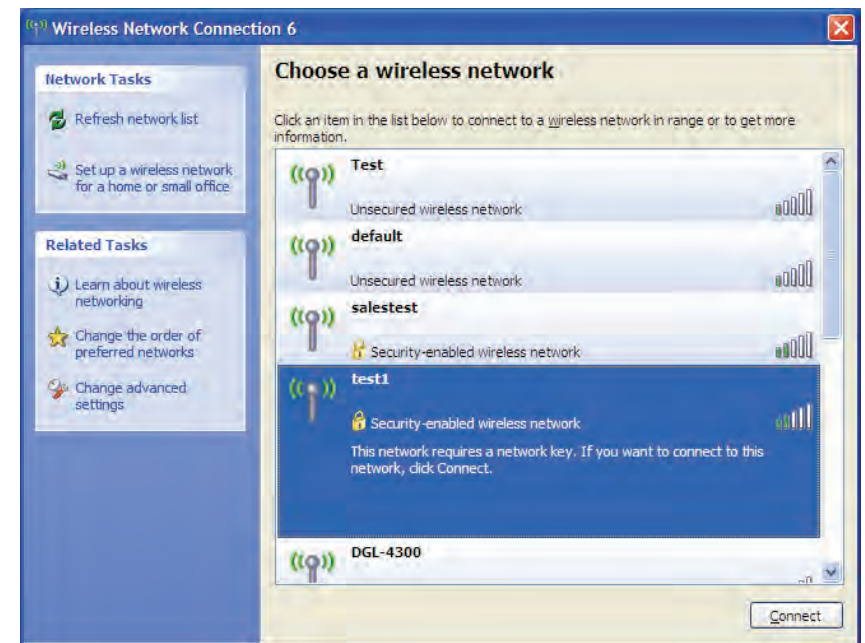 Wireless Network Connection 6
Network Tasks
Refresh network list
Set up a wireless network
for a home or small office
Related Tasks
Learn about wireless
networking
Change the order of
preferred networks
Change advanced
settings
Choose a wireless network
Click an item in the list below to connect to a wireless network in range or to get more
information.
Test
Unsecured wireless network
default
Unsecured wireless network
salestest
Security-enabled wireless network
test1
Security-enabled wireless network
This network requires a network key. If you want to connect to this
network, click Connect.
DGL-4300
Connect